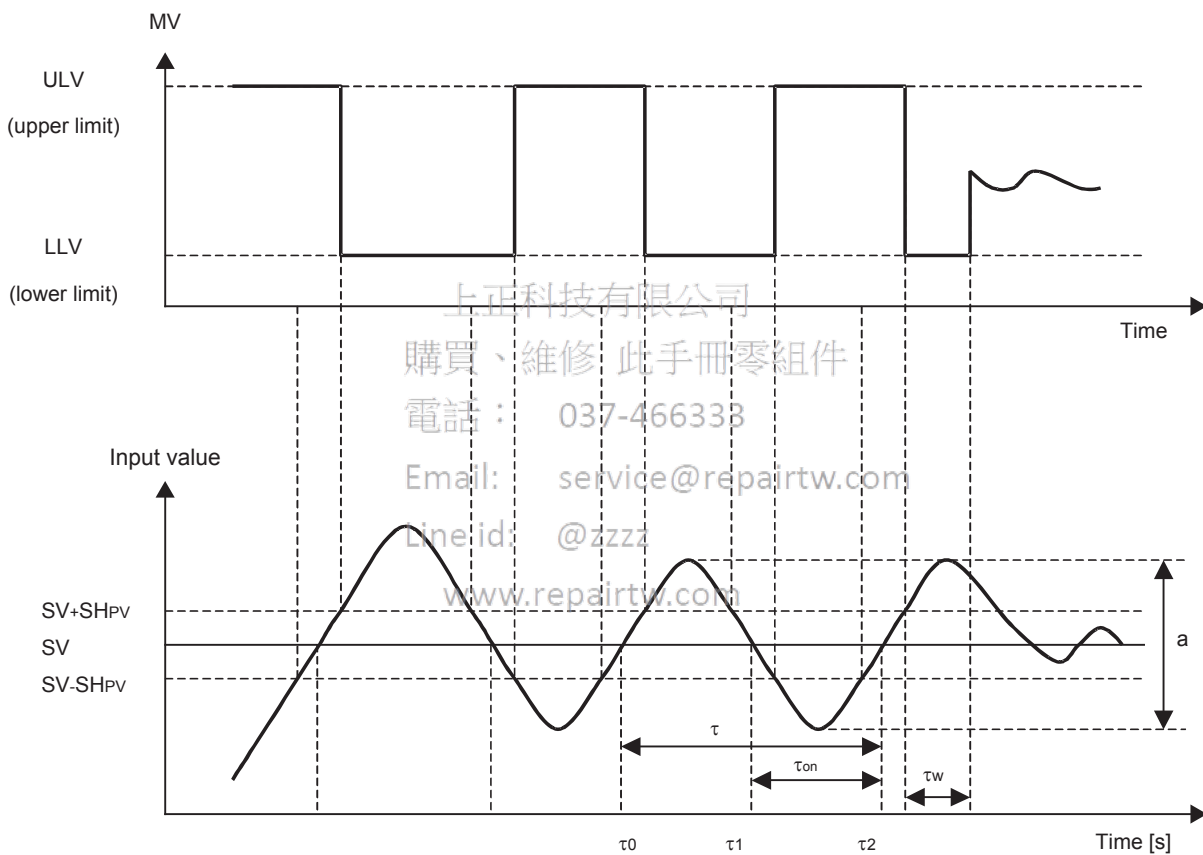 MV
ULV
(upper limit)
LLV
(lower limit)
Time
上正科技有限公司
購買、維修 此手冊零組件
電話： 037-466333
Email: service@repairtw.com
Line id: @zzzz
www.repairtw.com
Input value
SV+SHPV
SV
SV-SHPV
a
τ
τon
τw
τ0
τ1
τ2
Time [s]